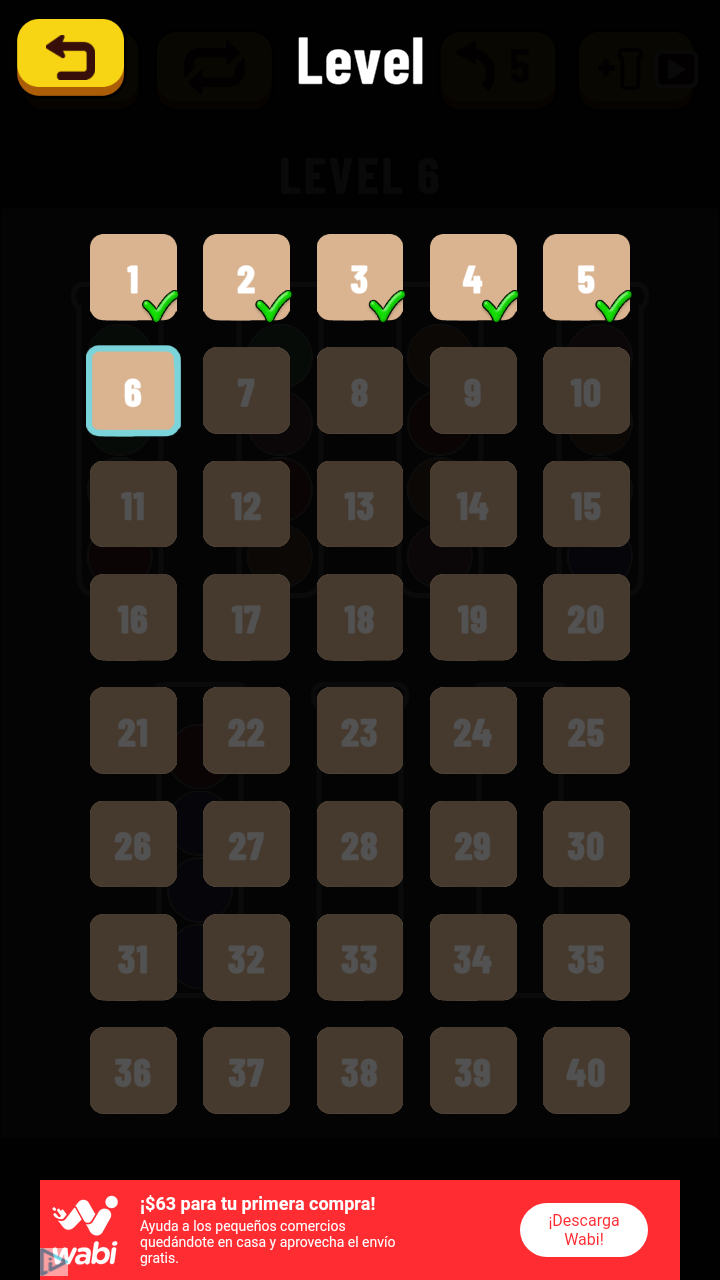 Level
5
LEVEL 6
1 2 3 4 5
6 7 8 9 10
11 12 13 14 15
16 17 18 19 20
21 22 23 24 25
26 27 28 29 30
31 32 33 34 35
36 37 38 39 40
¡$63 para tu primera compra!
Ayuda a los pequeños comercios
quedándote en casa y aprovecha el envío
gratis.
¡Descarga
Wabi!
wabi